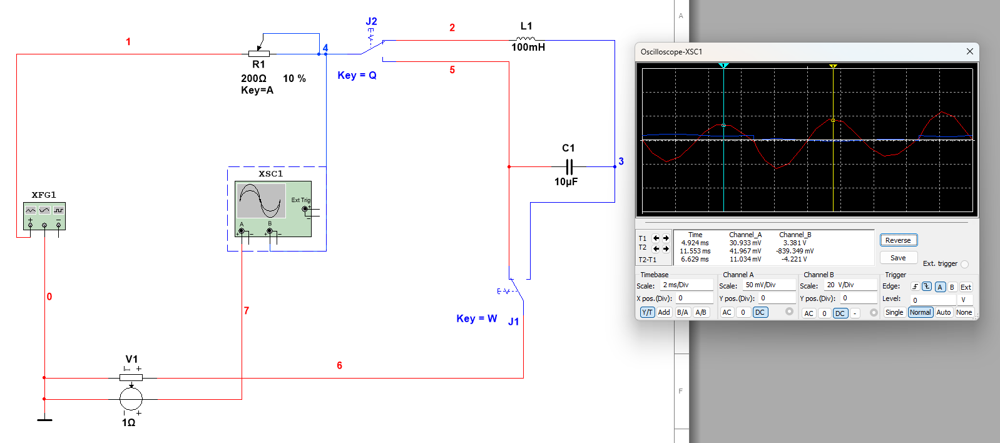 1
R1
200Ω 10 %
Key=A
4
J2
Key = Q
2
5
L1
100mH
C1
10µF
3
XFG1
+ −
XSC1
Ext Trig
+
−
A B
+ − + −
0
7
V1
+
+
1Ω
6
Key = W
J1
A
F
Oscilloscope-XSC1
1
2
Time Channel_A Channel_B
T1 4.924 ms 30.933 mV 3.381 V
T2 11.553 ms 41.967 mV -839.349 mV
T2-T1 6.629 ms 11.034 mV -4.221 V
Reverse
Save
Ext. trigger
Timebase
Scale: 2 ms/Div
X pos.(Div): 0
Y/T Add B/A A/B
Channel A
Scale: 50 mV/Div
Y pos.(Div): 0
AC 0 DC
Channel B
Scale: 20 V/Div
Y pos.(Div): 0
AC 0 DC -
Trigger
Edge: A B Ext
Level: 0 V
Single Normal Auto None